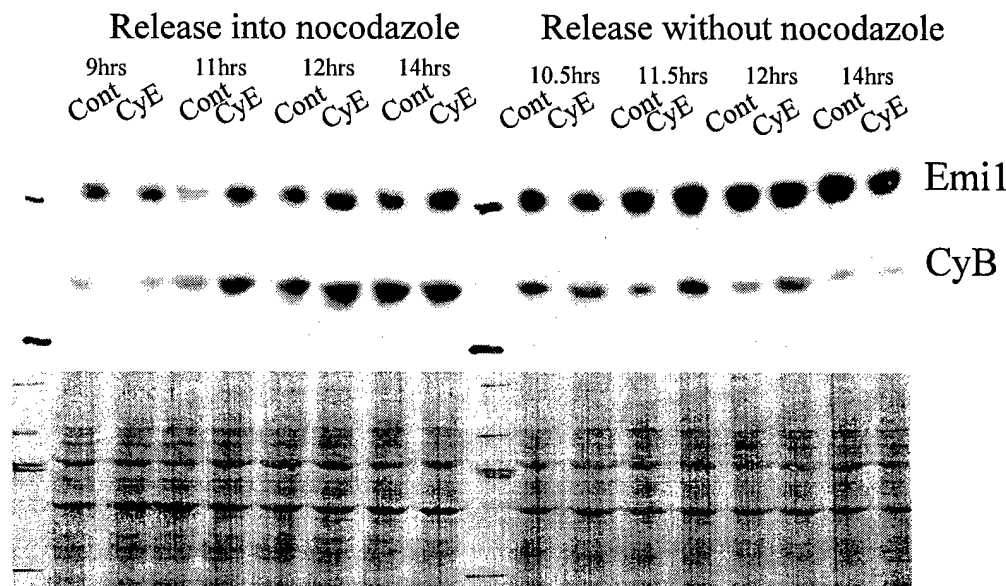 Release into nocodazole Release without nocodazole
9hrs 11hrs 12hrs 14hrs 10.5hrs 11.5hrs 12hrs 14hrs
Cont CyE Cont CyE Cont CyE Cont CyE Cont CyE Cont CyE Cont CyE Cont CyE
Emi1
CyB